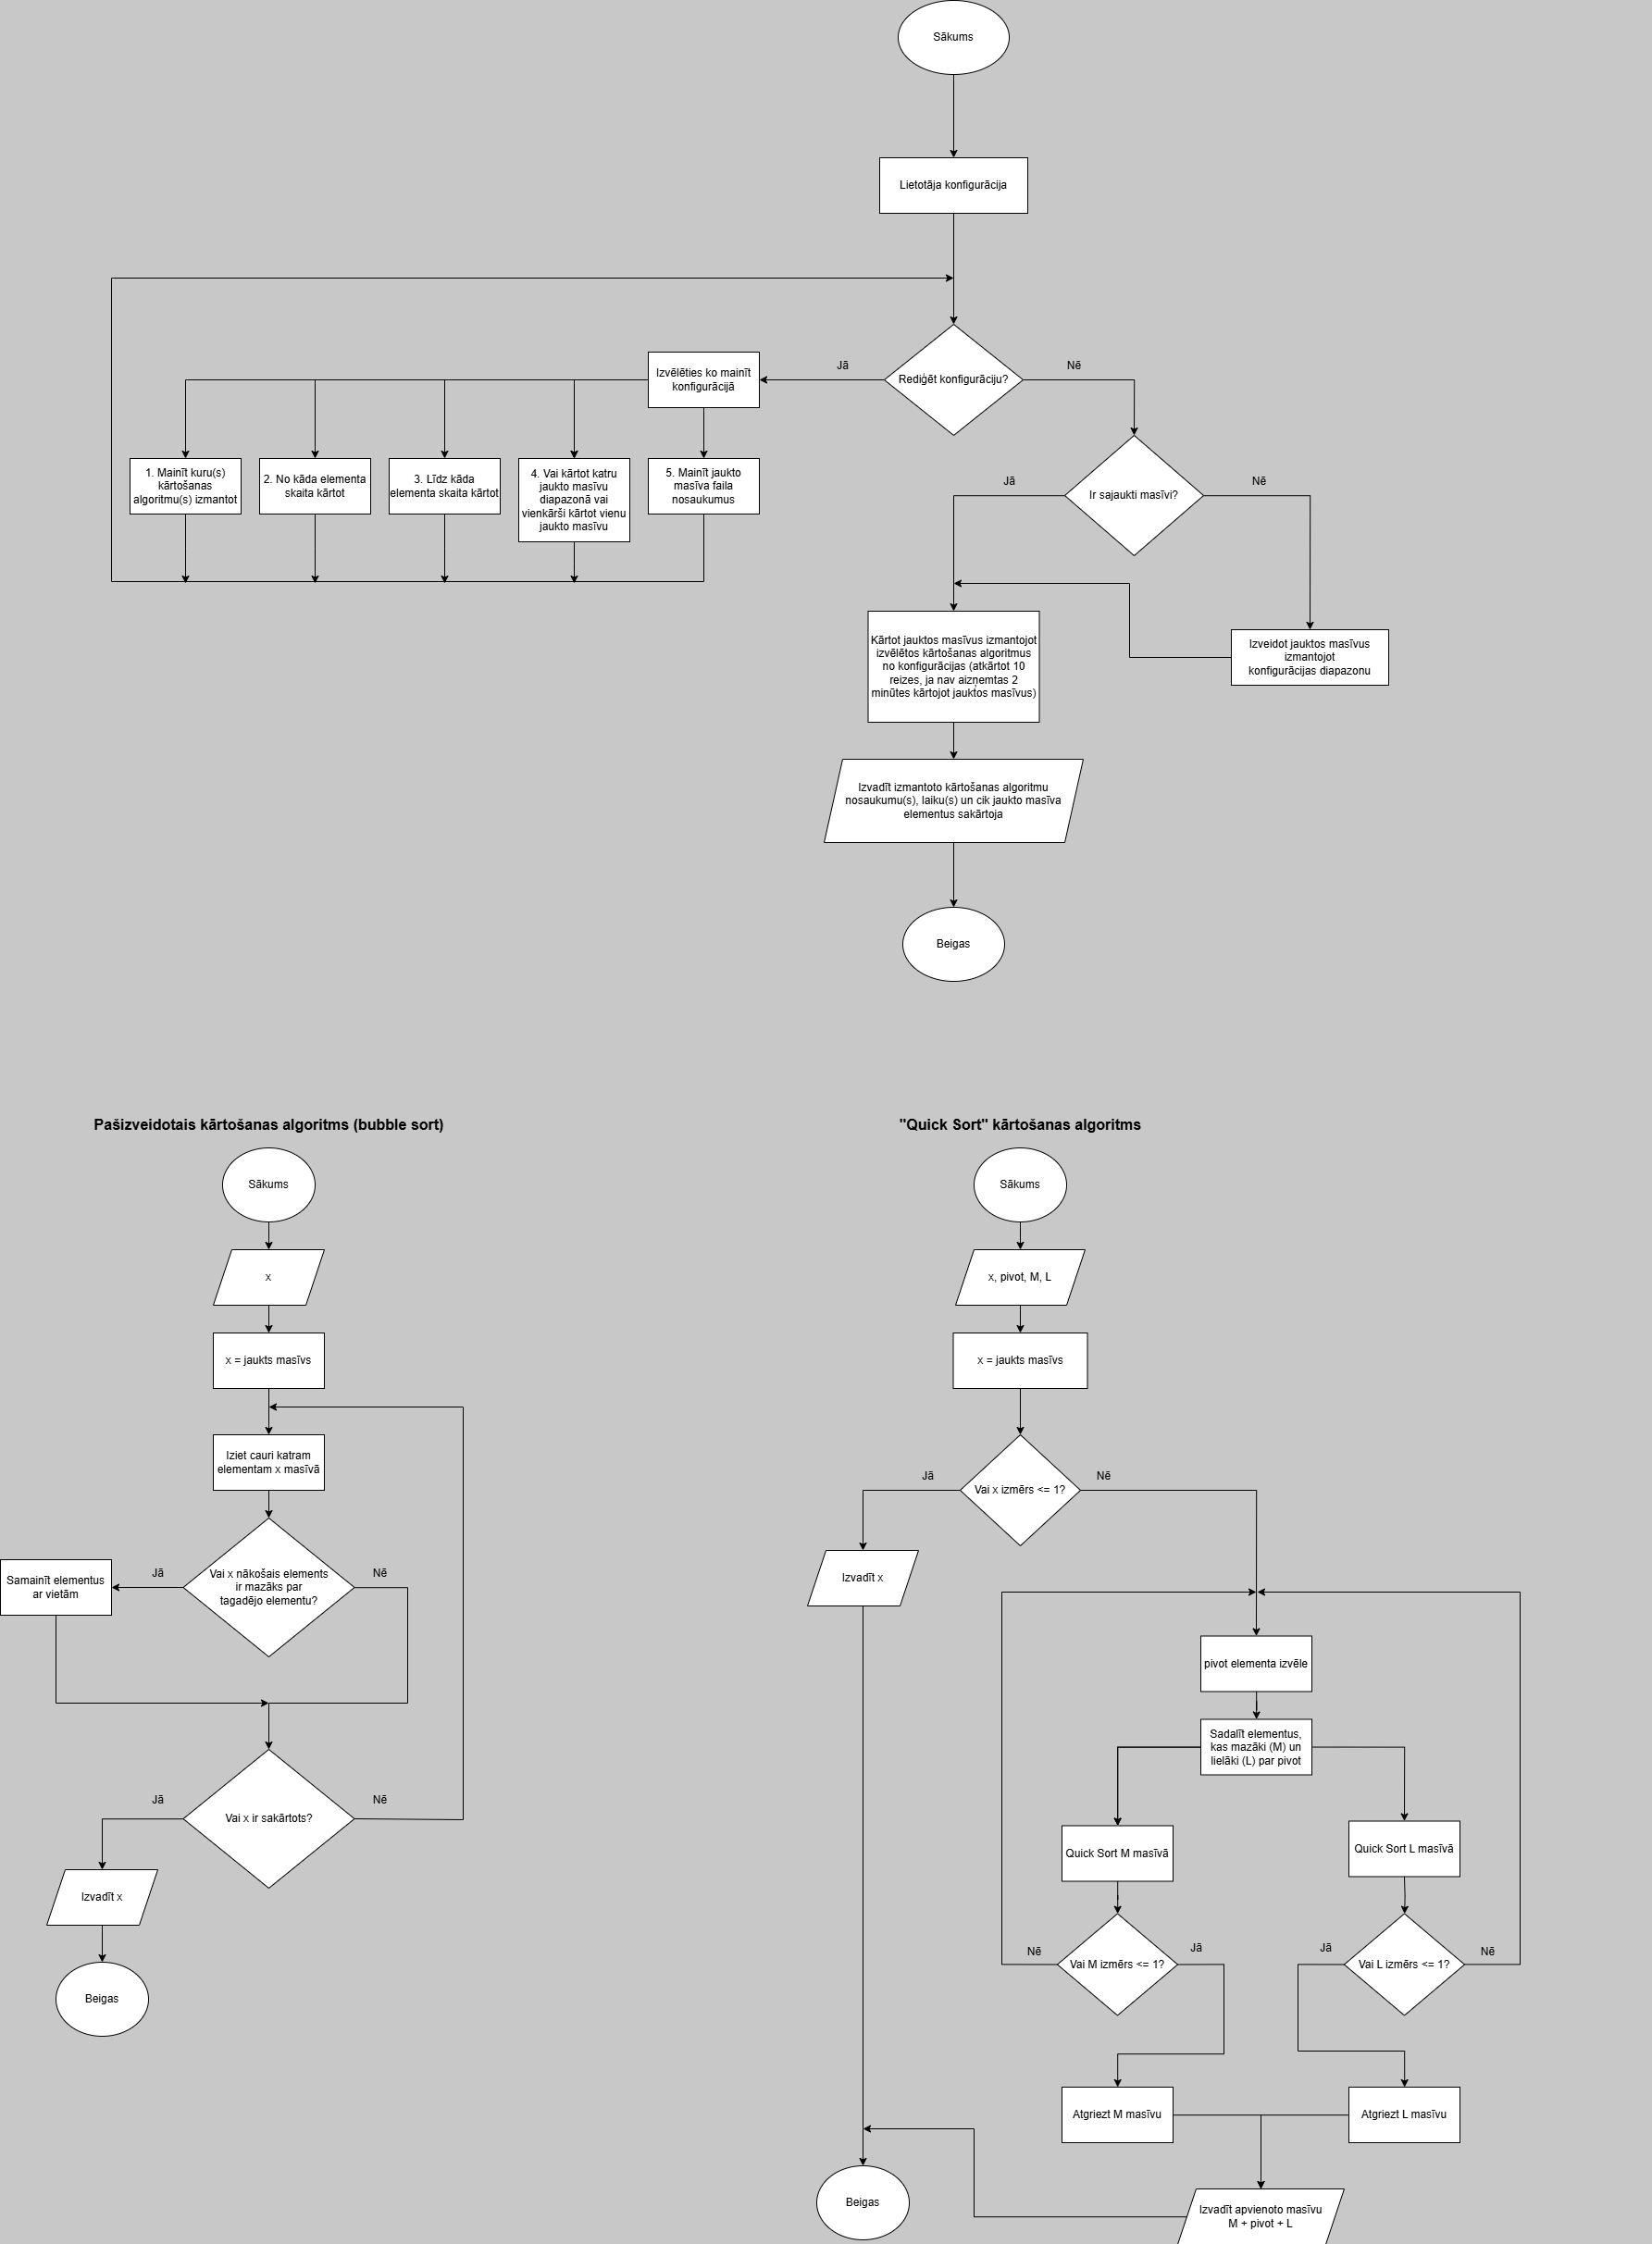 Sākums
Lietotāja konfigurācija
Rediģēt konfigurāciju?
Jā
Nē
Izvēlēties ko mainīt
konfigurācijā
1. Mainīt kuru(s)
kārtošanas
algoritmu(s) izmantot
2. No kāda elementa
skaita kārtot
3. Līdz kāda
elementa skaita kārtot
4. Vai kārtot katru
jaukto masīvu
diapazonā vai
vienkārši kārtot vienu
jaukto masīvu
5. Mainīt jaukto
masīva faila
nosaukumus
Ir sajaukti masīvi?
Jā
Nē
Izveidot jauktos masīvus
izmantojot
konfigurācijas diapazonu
Kārtot jauktos masīvus izmantojot
izvēlētos kārtošanas algoritmus
no konfigurācijas (atkārtot 10
reizes, ja nav aizņemtas 2
minūtes kārtojot jauktos masīvus)
Izvadīt izmantoto kārtošanas algoritmu
nosaukumu(s), laiku(s) un cik jaukto masīva
elementus sakārtoja
Beigas
Pašizveidotais kārtošanas algoritms (bubble sort)
Sākums
x
x = jaukts masīvs
Iziet cauri katram
elementam x masīvā
Vai x nākošais elements
ir mazāks par
tagadējo elementu?
Jā
Nē
Samainīt elementus
ar vietām
Vai x ir sakārtots?
Jā
Nē
Izvadīt x
Beigas
"Quick Sort" kārtošanas algoritms
Sākums
x, pivot, M, L
x = jaukts masīvs
Vai x izmērs <= 1?
Jā
Nē
Izvadīt x
pivot elementa izvēle
Sadalīt elementus,
kas mazāki (M) un
lielāki (L) par pivot
Quick Sort M masīvā
Quick Sort L masīvā
Vai M izmērs <= 1?
Nē
Jā
Vai L izmērs <= 1?
Jā
Nē
Atgriezt M masīvu
Atgriezt L masīvu
Izvadīt apvienoto masīvu
M + pivot + L
Beigas